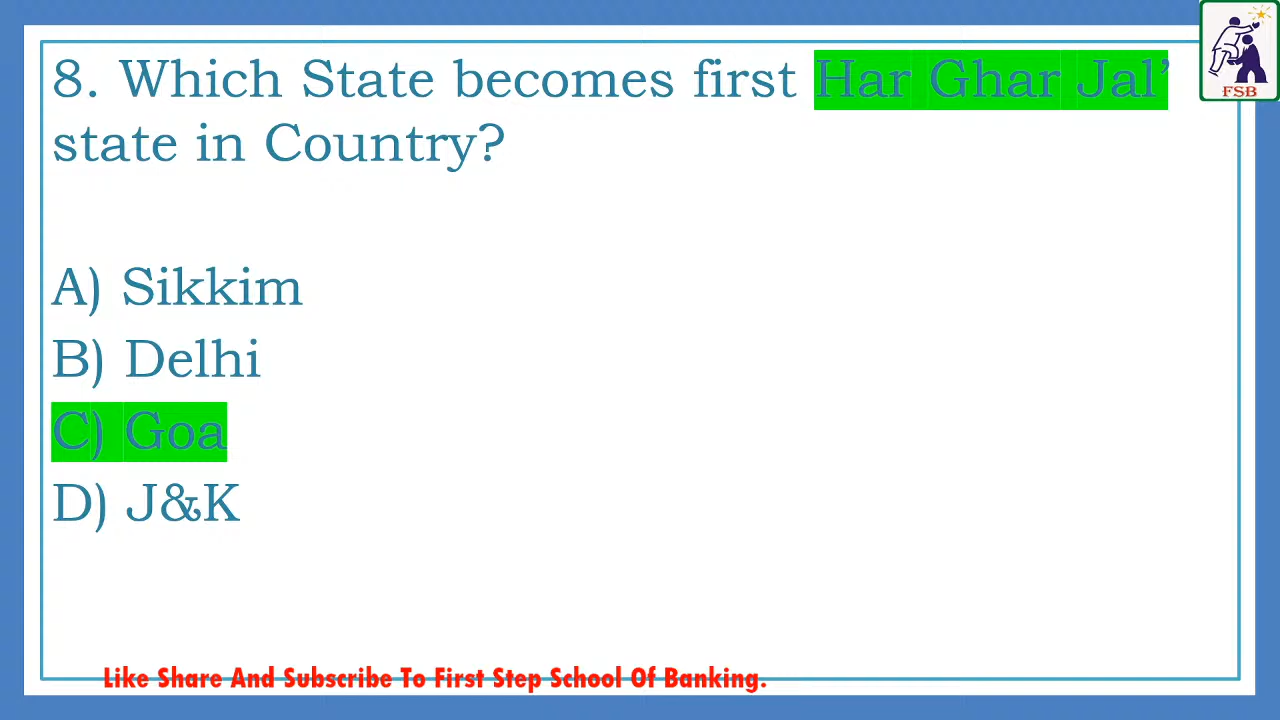 8. Which State becomes first Har Ghar Jal’
state in Country?
A) Sikkim
B) Delhi
C) Goa
D) J&K
Like Share And Subscribe To First Step School Of Banking.
FSB